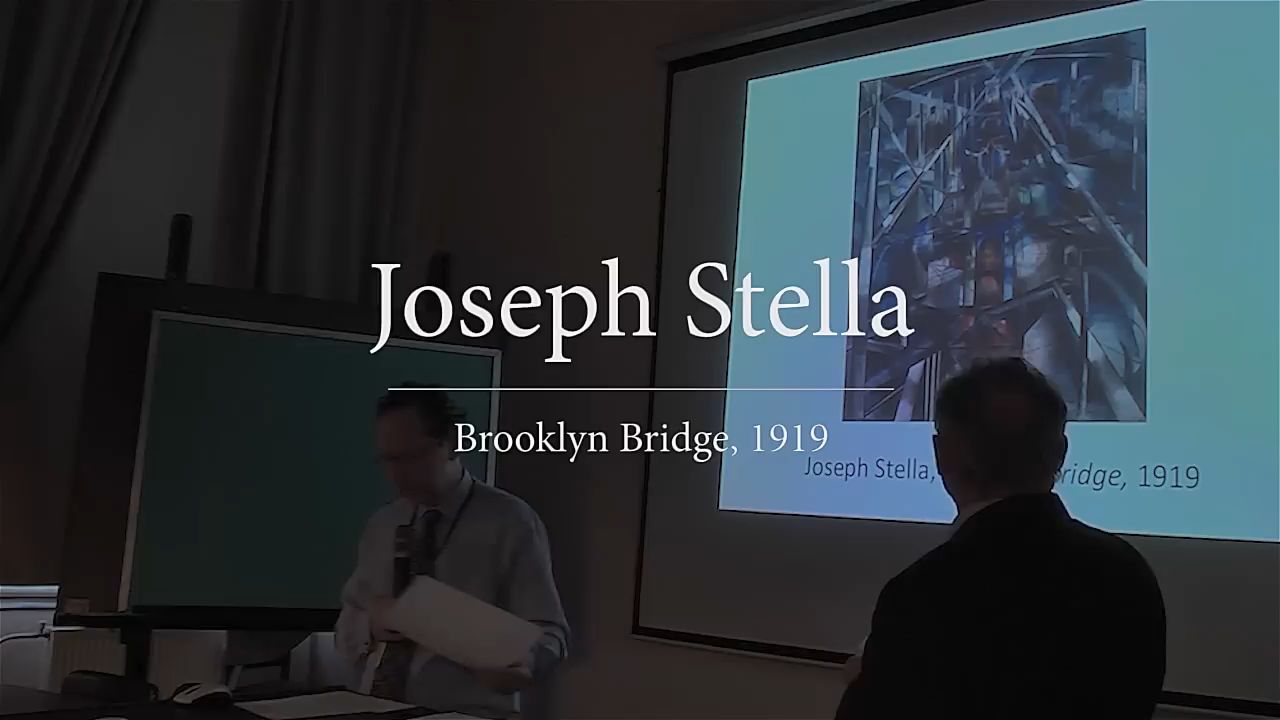 Joseph Stella
Brooklyn Bridge, 1919
Joseph Stella, ridge, 1919